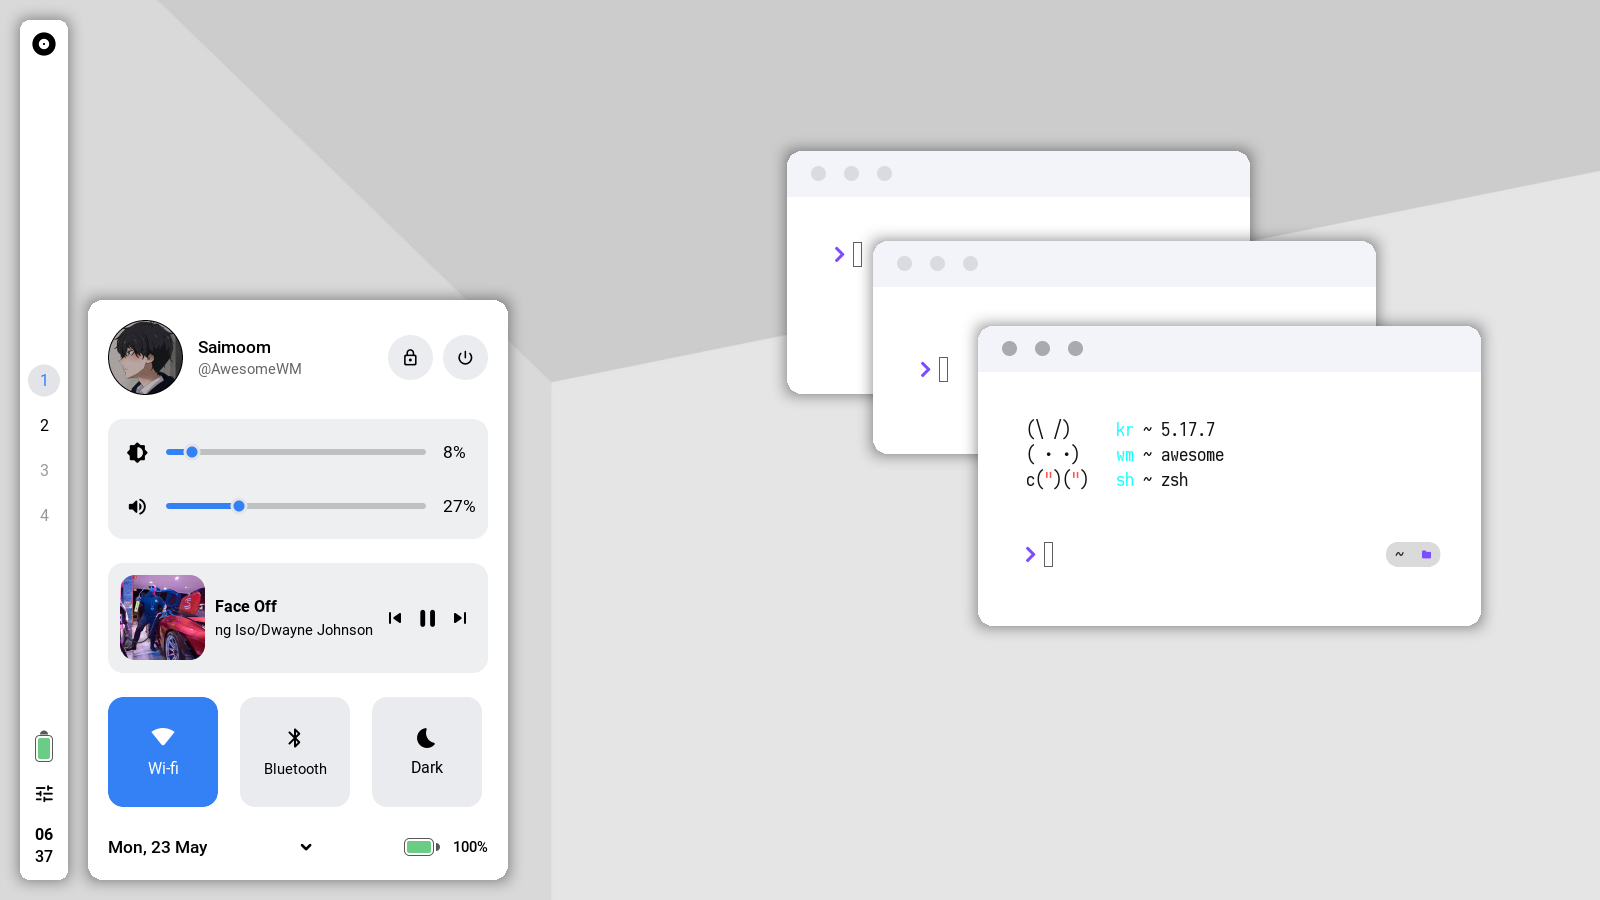 1
2
3
4
06
37
Saimoom
@AwesomeWM
8%
27%
Face Off
ng Iso/Dwayne Johnson
Wi-fi
Bluetooth
Dark
Mon, 23 May
100%
(\ /) kr ~ 5.17.7
( · ·) wm ~ awesome
c(")(") sh ~ zsh
~